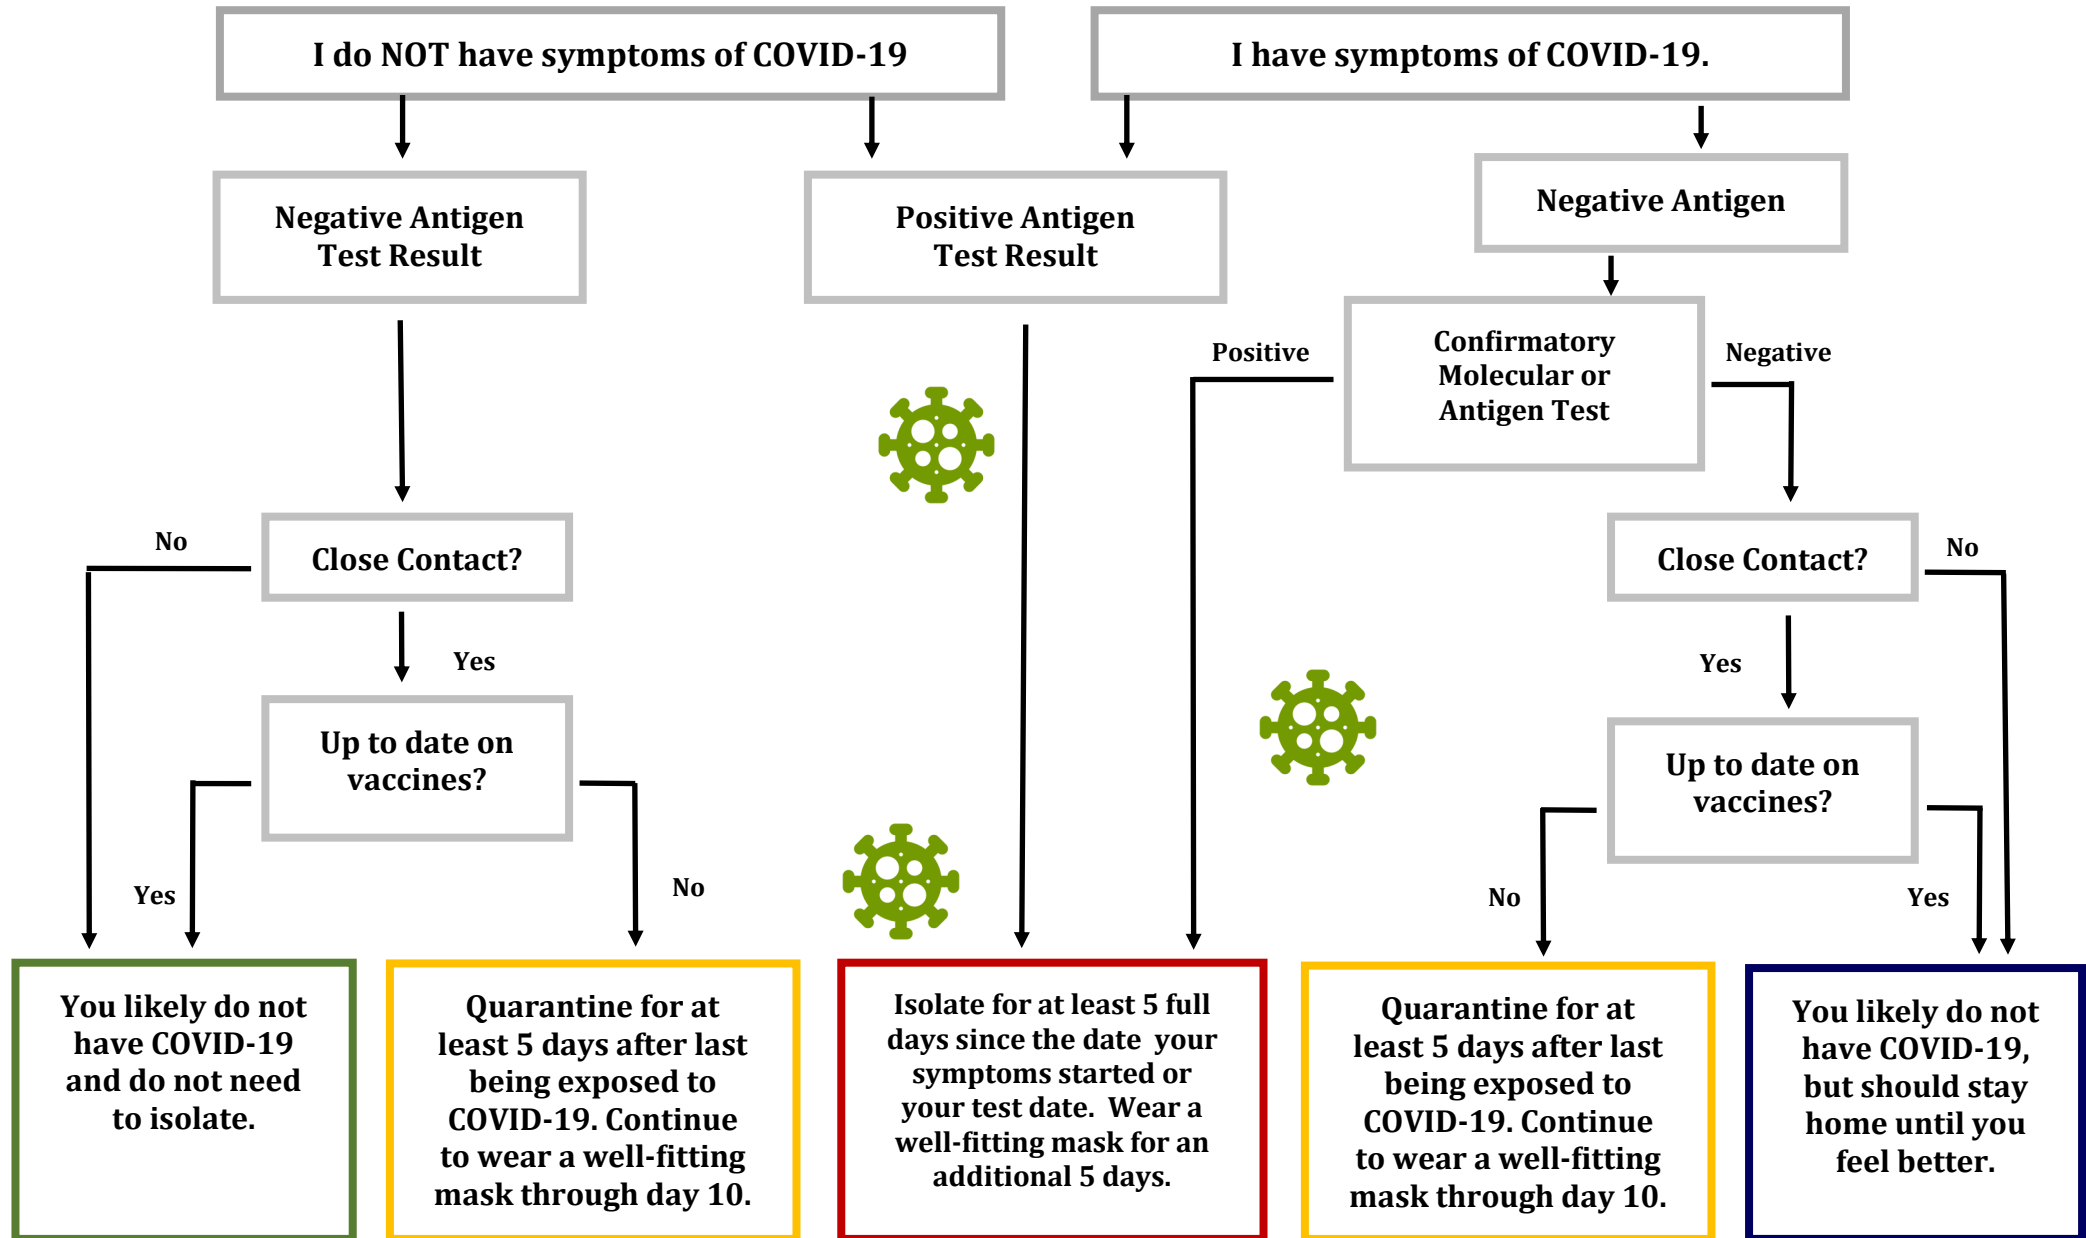 I do NOT have symptoms of COVID-19
I have symptoms of COVID-19.
Negative Antigen
Test Result
Positive Antigen
Test Result
Negative Antigen
Confirmatory
Molecular or
Antigen Test
Positive
Negative
No
Close Contact?
Close Contact?
No
Yes
Yes
Up to date on
vaccines?
Up to date on
vaccines?
Yes
No
No
Yes
You likely do not
have COVID-19
and do not need
to isolate.
Quarantine for at
least 5 days after last
being exposed to
COVID-19. Continue
to wear a well-fitting
mask through day 10.
Isolate for at least 5 full
days since the date  your
symptoms started or
your test date.  Wear a
well-fitting mask for an
additional 5 days.
Quarantine for at
least 5 days after last
being exposed to
COVID-19. Continue
to wear a well-fitting
mask through day 10.
You likely do not
have COVID-19,
but should stay
home until you
feel better.